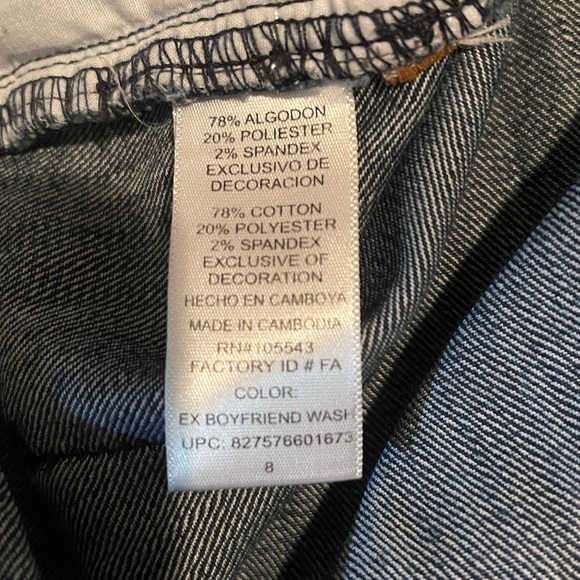 78% ALGODON
20% POLIESTER
2% SPANDEX
EXCLUSIVO DE
DECORACION
78% COTTON
20% POLYESTER
2% SPANDEX
EXCLUSIVE OF
DECORATION
HECHO EN CAMBOYA
MADE IN CAMBODIA
RN#105543
FACTORY ID # FA
COLOR:
EX BOYFRIEND WASH
UPC: 827576601673
8